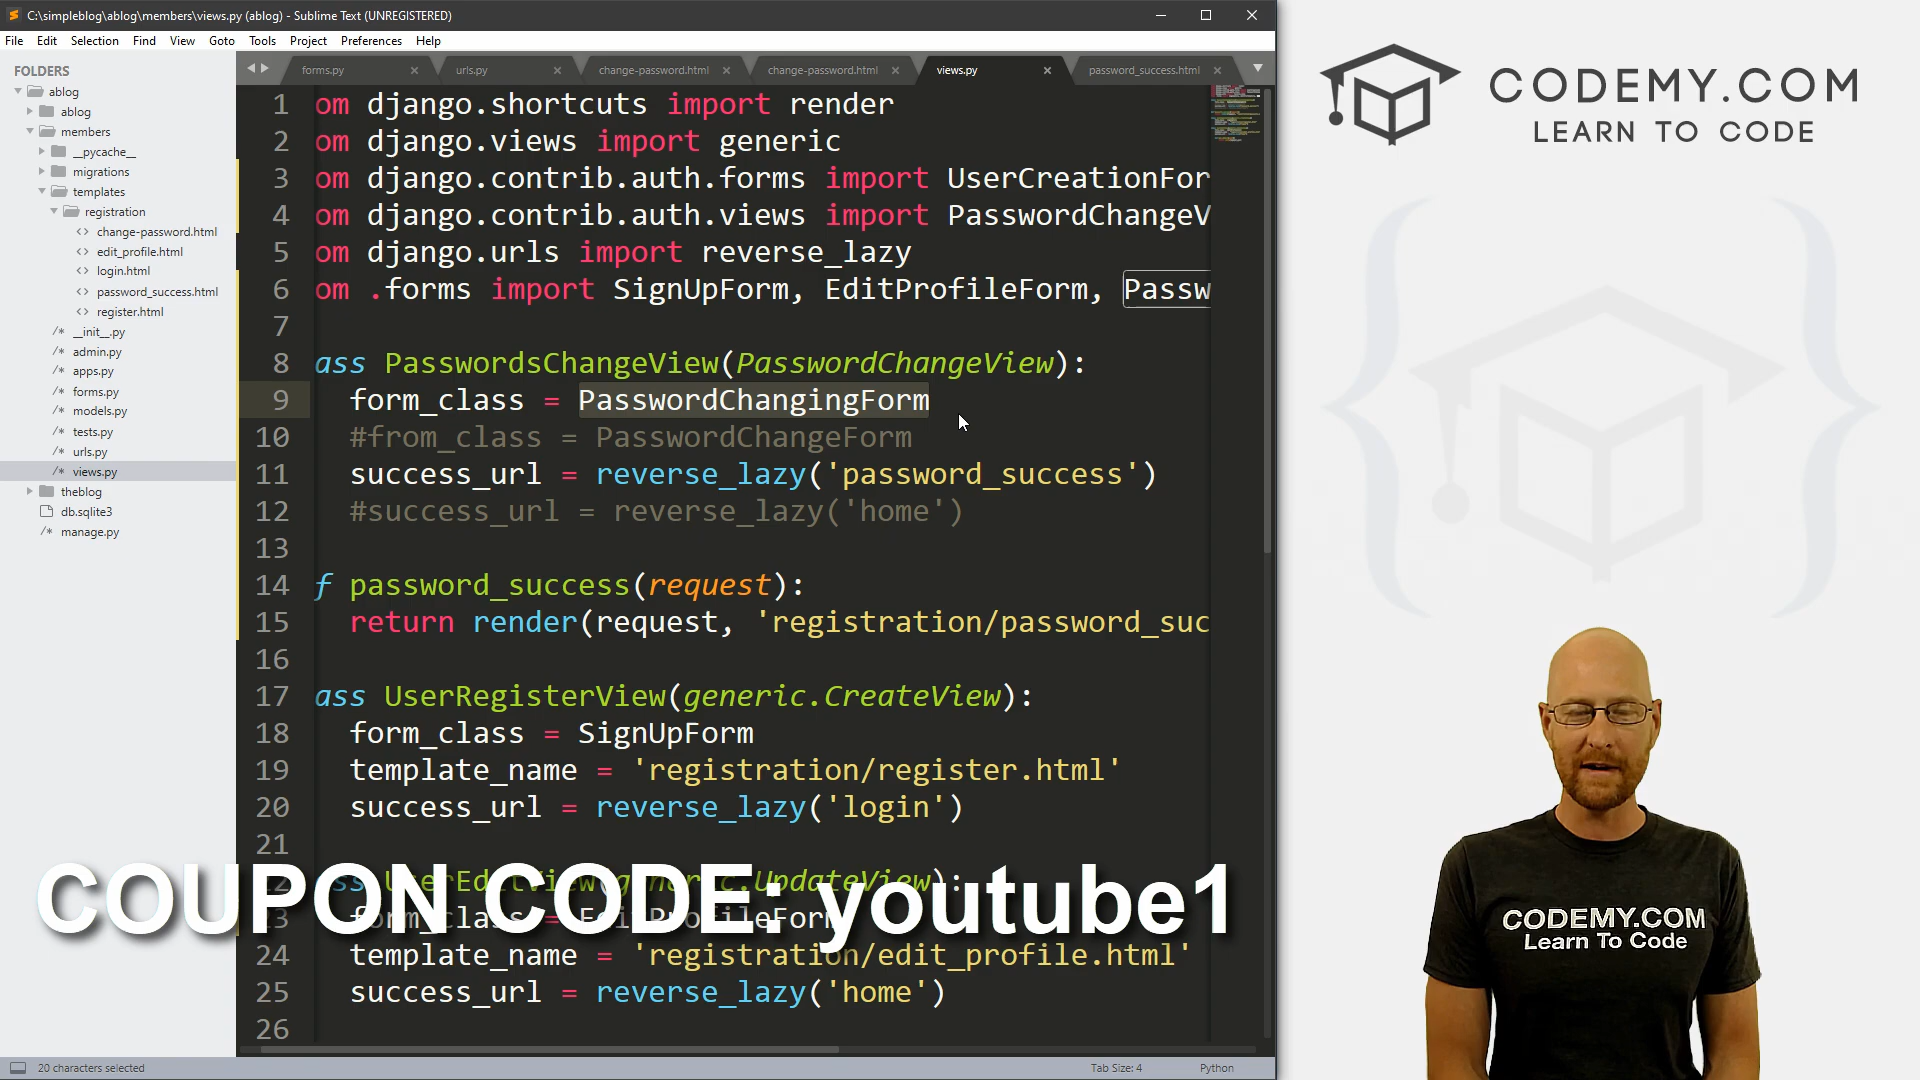 C:\simpleblog\ablog\members\views.py (ablog) - Sublime Text (UNREGISTERED)
File Edit Selection Find View Goto Tools Project Preferences Help
FOLDERS
ablog
ablog
members
__pycache__
migrations
templates
registration
change-password.html
edit_profile.html
login.html
password_success.html
register.html
__init__.py
admin.py
apps.py
forms.py
models.py
tests.py
urls.py
views.py
theblog
db.sqlite3
manage.py
forms.py urls.py change-password.html change-password.html views.py password_success.html
1 om django.shortcuts import render
2 om django.views import generic
3 om django.contrib.auth.forms import UserCreationFor
4 om django.contrib.auth.views import PasswordChangeV
5 om django.urls import reverse_lazy
6 om .forms import SignUpForm, EditProfileForm, Passw
7
8 ass PasswordsChangeView(PasswordChangeView):
9 form_class = PasswordChangingForm
10 #from_class = PasswordChangeForm
11 success_url = reverse_lazy('password_success')
12 #success_url = reverse_lazy('home')
13
14 f password_success(request):
15 return render(request, 'registration/password_suc
16
17 ass UserRegisterView(generic.CreateView):
18 form_class = SignUpForm
19 template_name = 'registration/register.html'
20 success_url = reverse_lazy('login')
21
ass UserEditView(generic.UpdateView):
form_class = EditProfileForm
24 template_name = 'registration/edit_profile.html'
25 success_url = reverse_lazy('home')
26
COUPON CODE: youtube1
20 characters selected
Tab Size: 4
Python
CODEMY.COM
LEARN TO CODE
CODEMY.COM
Learn To Code